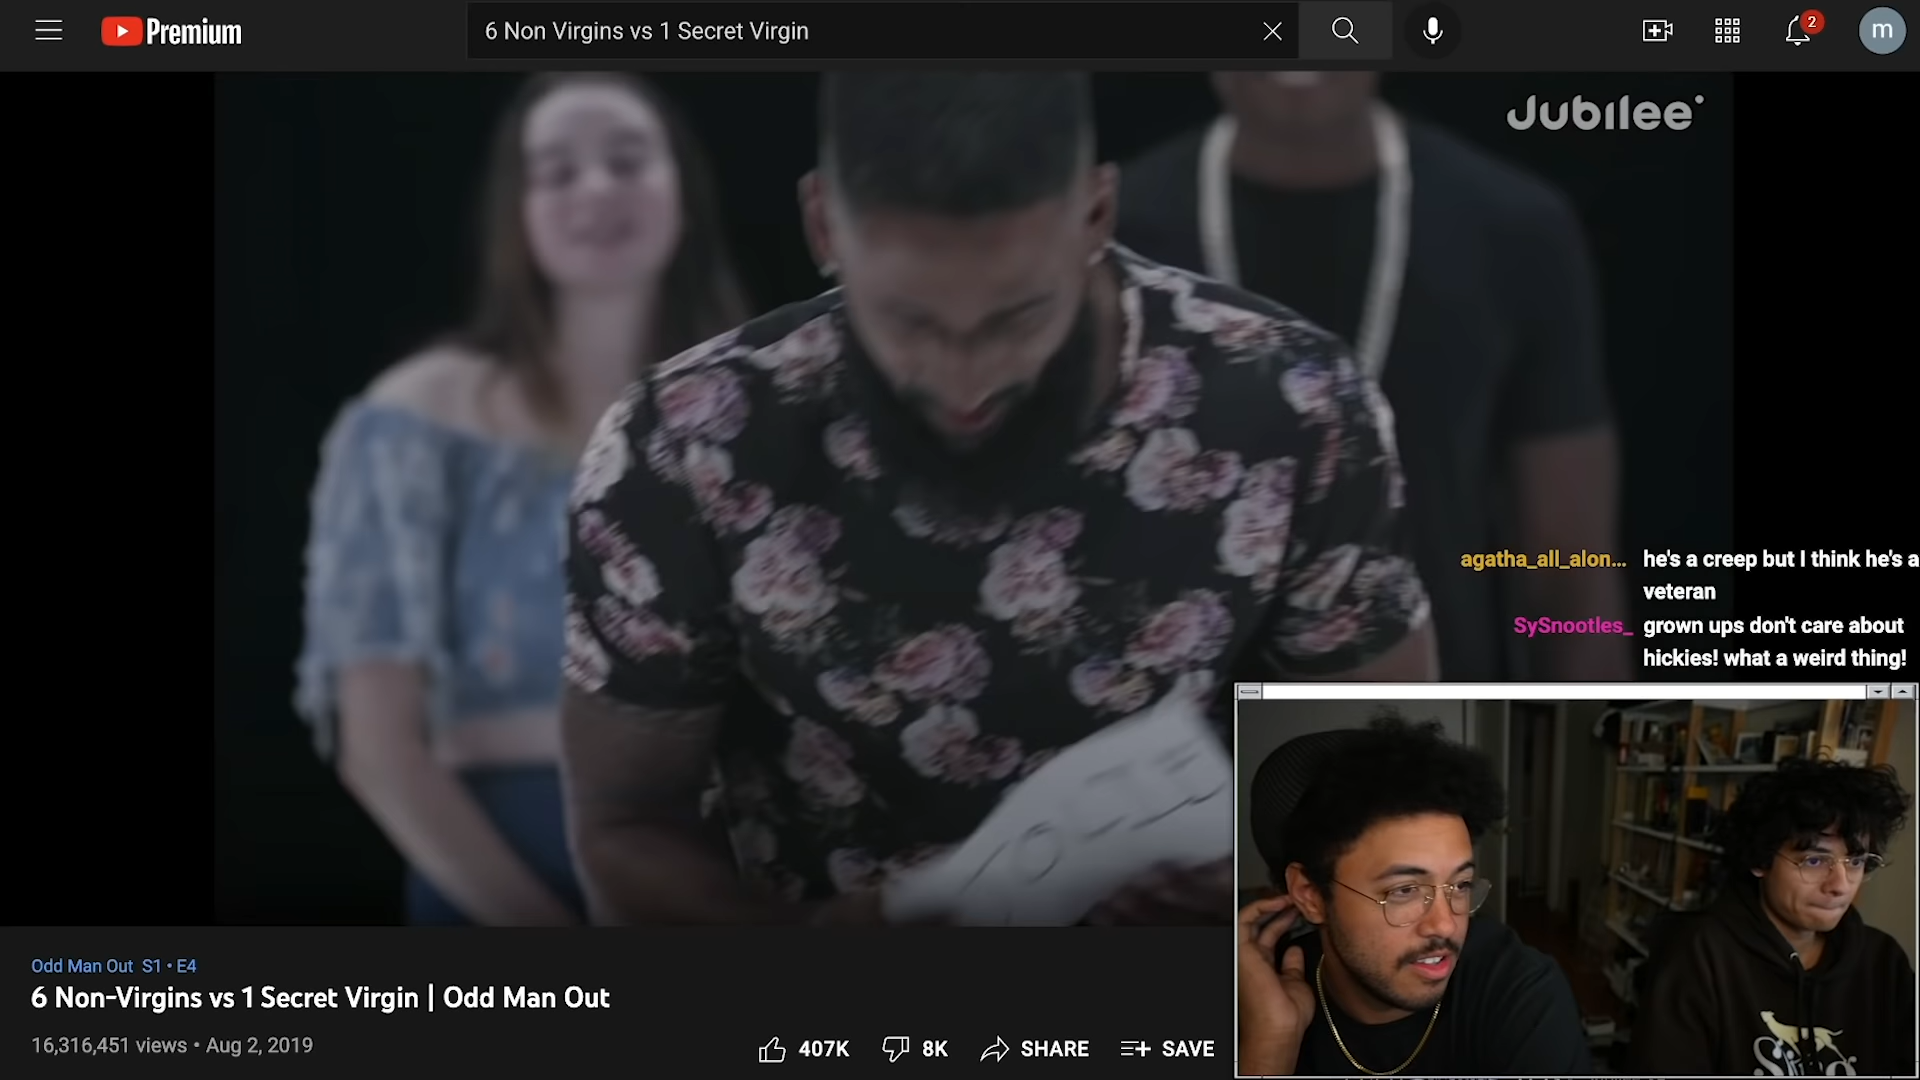 Premium
6 Non Virgins vs 1 Secret Virgin
2
m
Jubilee
agatha_all_alon... he's a creep but I think he's a
veteran
SySnootles_ grown ups don't care about
hickies! what a weird thing!
Odd Man Out S1 • E4
6 Non-Virgins vs 1 Secret Virgin | Odd Man Out
16,316,451 views • Aug 2, 2019
407K
8K
SHARE
SAVE